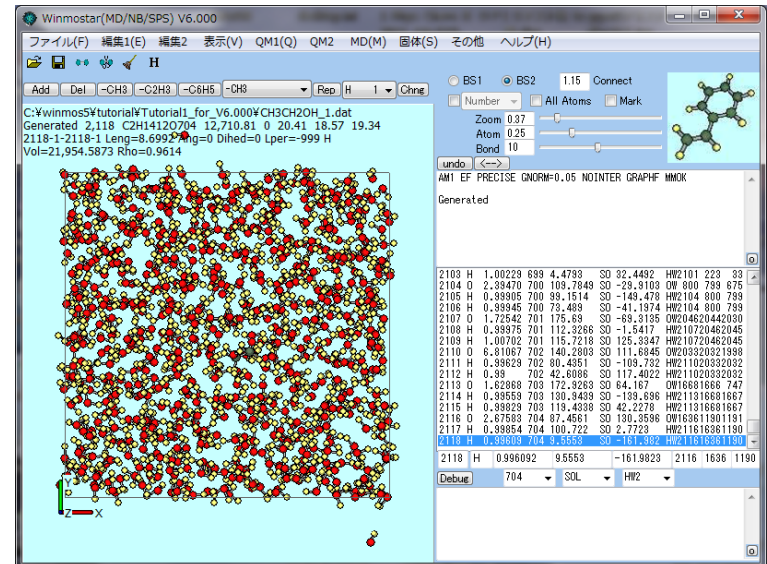 Winmostar(MD/NB/SPS) V6.000
ファイル(F) 編集1(E) 編集2 表示(V) QM1(Q) QM2 MD(M) 固体(S) その他 ヘルプ(H)
H
Add Del -CH3 -C2H3 -C6H5 -CH3 Rep H 1 Chng
C:¥winmos5¥tutorial¥Tutorial1_for_V6.000¥CH3CH2OH_1.dat
Generated 2,118 C2H1412O704 12,710.81 0 20.41 18.57 19.34
2118-1-2118-1 Leng=8.6992 Ang=0 Dihed=0 Lper=-999 H
Vol=21,954.5873 Rho=0.9614
Y
Z X
BS1 BS2 1.15 Connect
Number All Atoms Mark
Zoom 0.37
Atom 0.25
Bond 10
undo <-->
AM1 EF PRECISE GNORM=0.05 NOINTER GRAPHF MMOK
Generated
2103 H 1.00229 699 4.4793 SO 32.4492 HW2101 223 33
2104 O 2.39470 700 109.7849 SO -29.9103 OW 800 799 675
2105 H 0.99905 700 99.1514 SO -149.478 HW2104 800 799
2106 H 0.99945 700 73.489 SO -41.1974 HW2104 800 799
2107 O 1.72542 701 175.69 SO -69.3135 OW204620442030
2108 H 0.99975 701 112.3266 SO -1.5417 HW210720462045
2109 H 1.00702 701 115.7218 SO 125.3347 HW210720462045
2110 O 6.81067 702 140.2803 SO 111.6845 OW203320321998
2111 H 0.99629 702 80.4351 SO -109.732 HW211020332032
2112 H 0.99 702 42.6086 SO 117.4022 HW211020332032
2113 O 1.62868 703 172.9263 SO 64.167 OW16681666 747
2114 H 0.99559 703 130.9439 SO -139.696 HW211316681667
2115 H 0.99829 703 119.4338 SO 42.2278 HW211316681667
2116 O 2.67583 704 87.4561 SO 130.3596 OW163611901191
2117 H 0.99854 704 100.722 SO 2.7723 HW211616361190
2118 H 0.99609 704 9.5553 SO -161.982 HW211616361190
2118 H 0.996092 9.5553 -161.9823 2116 1636 1190
Debug 704 SOL HW2